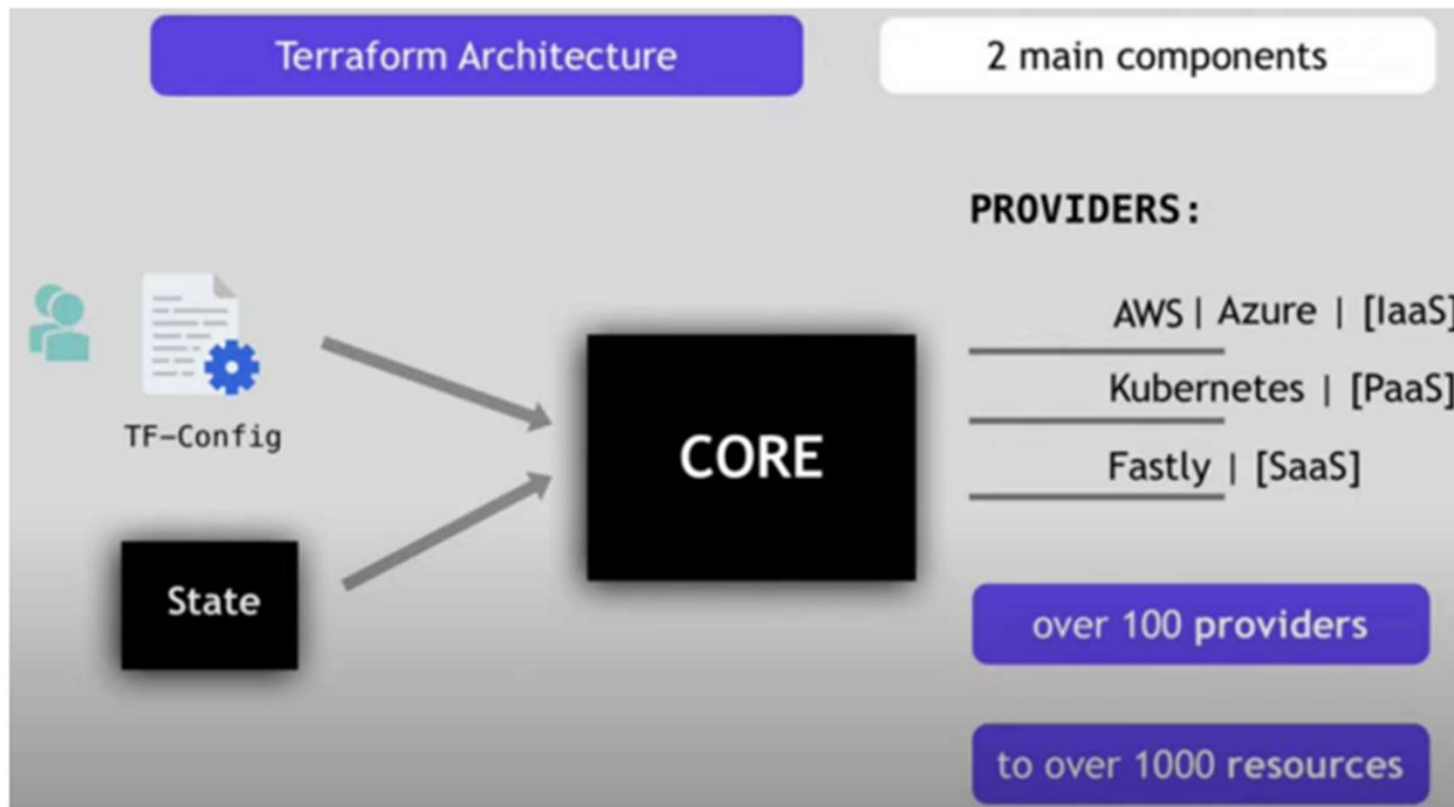 Terraform Architecture
2 main components
PROVIDERS:
AWS | Azure | [IaaS]
Kubernetes | [PaaS]
Fastly | [SaaS]
TF-Config
CORE
State
over 100 providers
to over 1000 resources